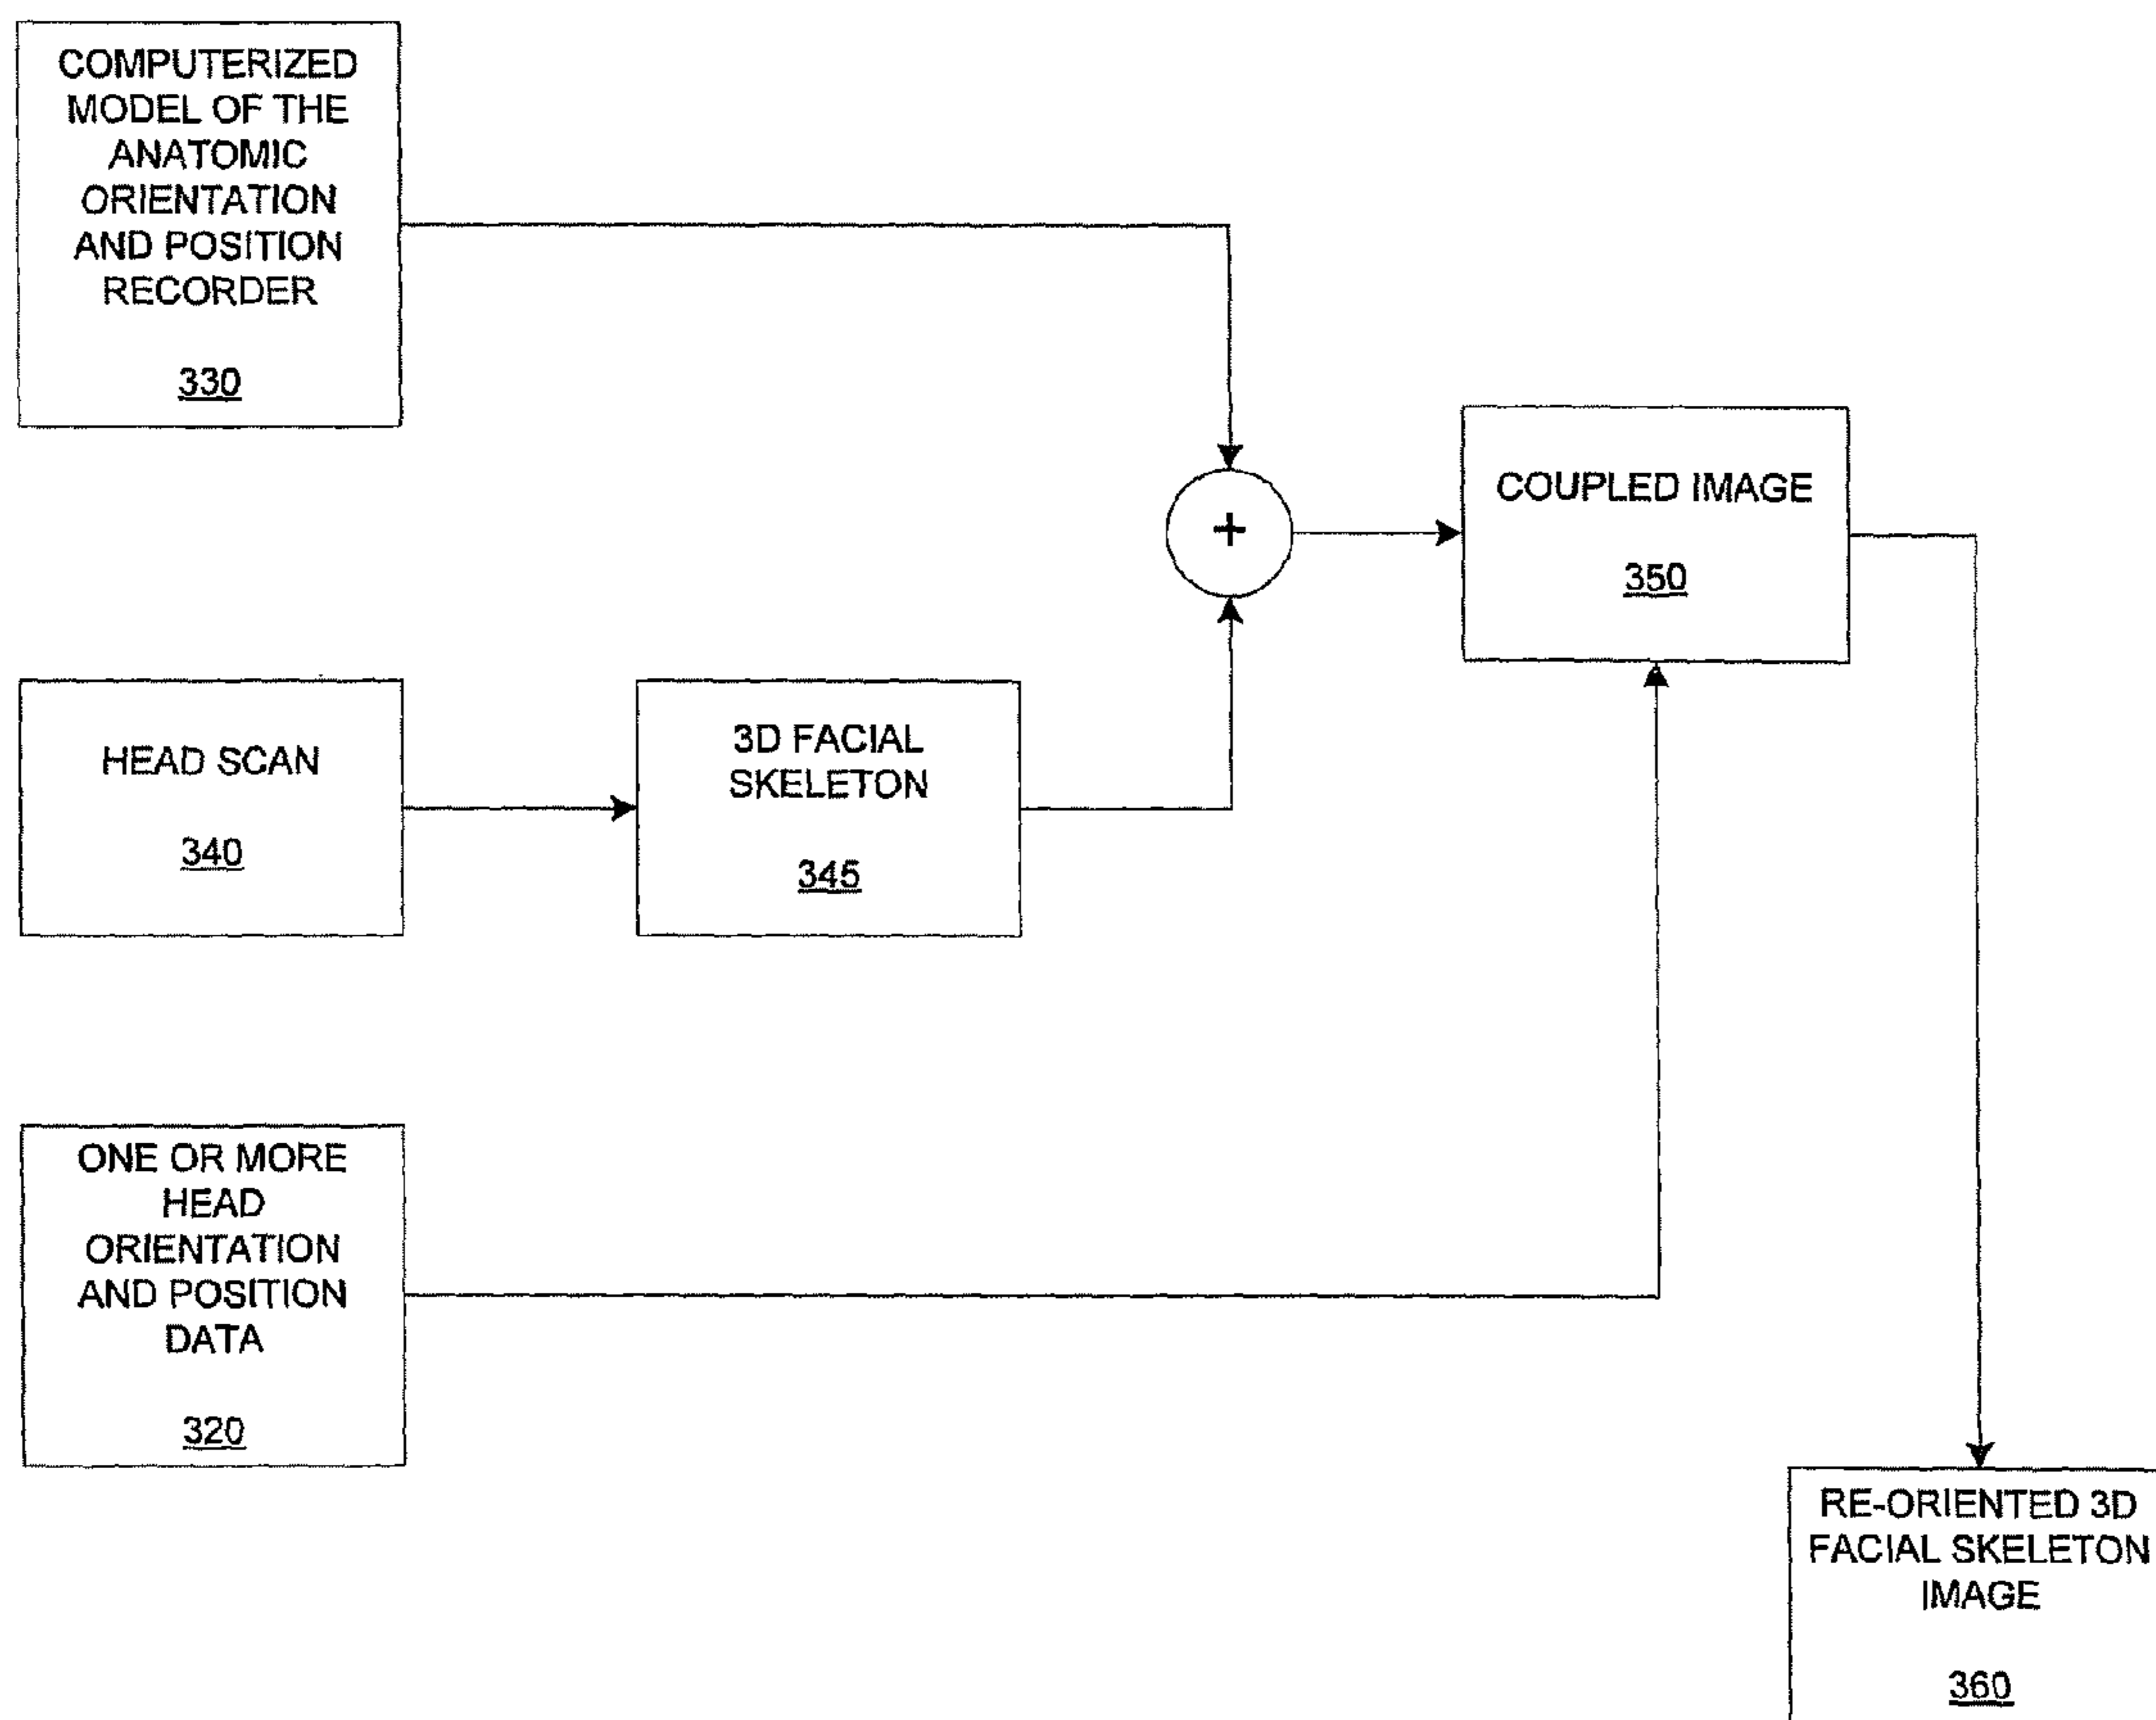 COMPUTERIZED
MODEL OF THE
ANATOMIC
ORIENTATION
AND POSITION
RECORDER
330
+
COUPLED IMAGE
350
HEAD SCAN
340
3D FACIAL
SKELETON
345
ONE OR MORE
HEAD
ORIENTATION
AND POSITION
DATA
320
RE-ORIENTED 3D
FACIAL SKELETON
IMAGE
360